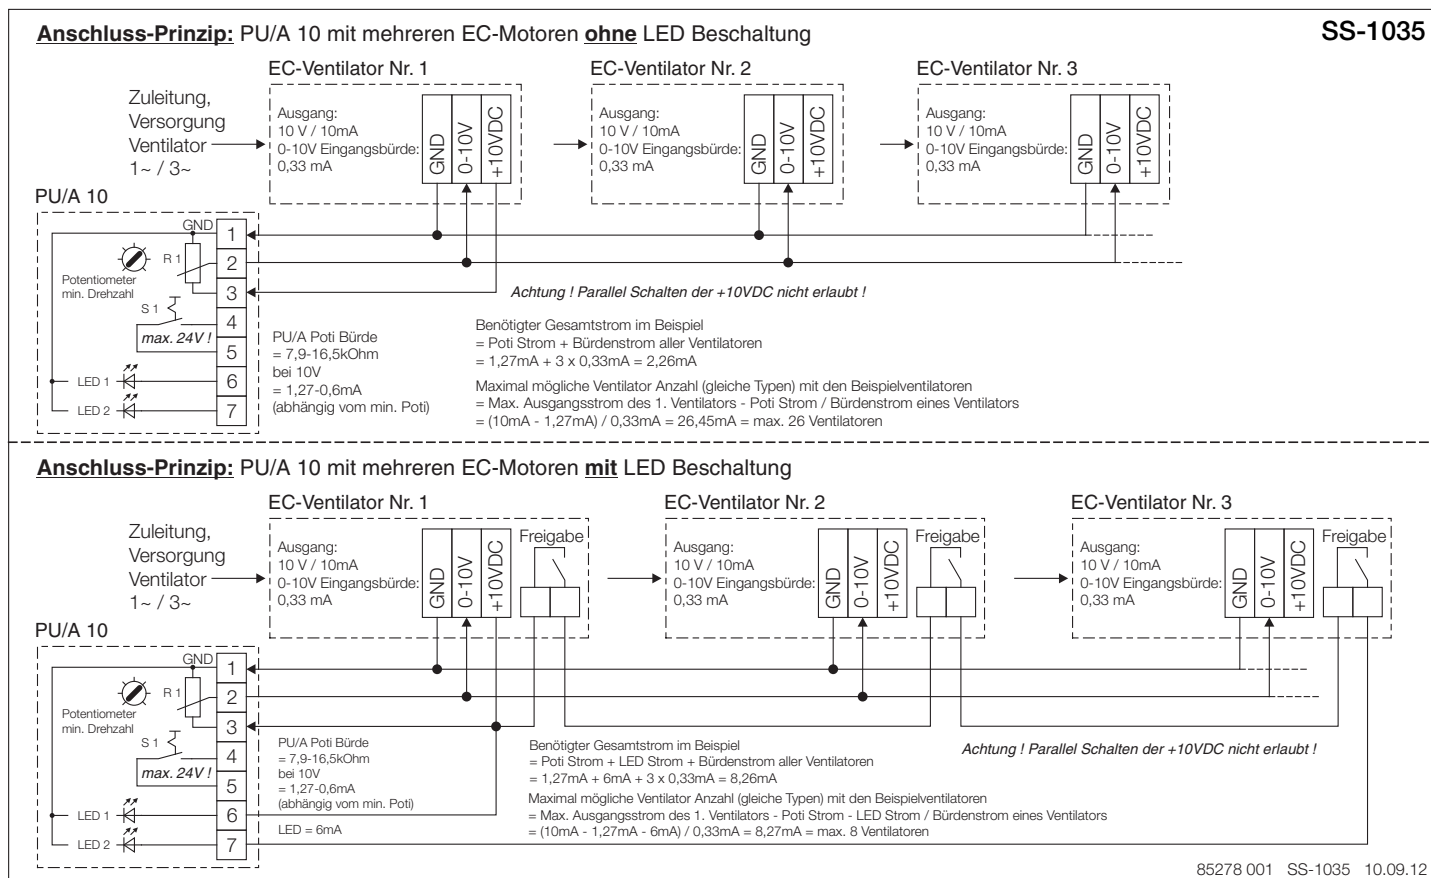 Anschluss-Prinzip: PU/A 10 mit mehreren EC-Motoren ohne LED Beschaltung
SS-1035
EC-Ventilator Nr. 1
EC-Ventilator Nr. 2
EC-Ventilator Nr. 3
Zuleitung,
Versorgung
Ventilator
1~ / 3~
Ausgang:
10 V / 10mA
0-10V Eingangsbürde:
0,33 mA
GND
0-10V
+10VDC
Ausgang:
10 V / 10mA
0-10V Eingangsbürde:
0,33 mA
GND
0-10V
+10VDC
Ausgang:
10 V / 10mA
0-10V Eingangsbürde:
0,33 mA
GND
0-10V
+10VDC
PU/A 10
GND
1
R 1
2
Potentiometer
min. Drehzahl
3
S 1
4
max. 24V !
5
LED 1
6
LED 2
7
Achtung ! Parallel Schalten der +10VDC nicht erlaubt !
PU/A Poti Bürde
= 7,9-16,5kOhm
bei 10V
= 1,27-0,6mA
(abhängig vom min. Poti)
Benötigter Gesamtstrom im Beispiel
= Poti Strom + Bürdenstrom aller Ventilatoren
= 1,27mA + 3 x 0,33mA = 2,26mA
Maximal mögliche Ventilator Anzahl (gleiche Typen) mit den Beispielventilatoren
= Max. Ausgangsstrom des 1. Ventilators - Poti Strom / Bürdenstrom eines Ventilators
= (10mA - 1,27mA) / 0,33mA = 26,45mA = max. 26 Ventilatoren
Anschluss-Prinzip: PU/A 10 mit mehreren EC-Motoren mit LED Beschaltung
EC-Ventilator Nr. 1
EC-Ventilator Nr. 2
EC-Ventilator Nr. 3
Zuleitung,
Versorgung
Ventilator
1~ / 3~
Ausgang:
10 V / 10mA
0-10V Eingangsbürde:
0,33 mA
GND
0-10V
+10VDC
Freigabe
Ausgang:
10 V / 10mA
0-10V Eingangsbürde:
0,33 mA
GND
0-10V
+10VDC
Freigabe
Ausgang:
10 V / 10mA
0-10V Eingangsbürde:
0,33 mA
GND
0-10V
+10VDC
Freigabe
PU/A 10
GND
1
R 1
2
Potentiometer
min. Drehzahl
3
S 1
4
max. 24V !
5
LED 1
6
LED 2
7
PU/A Poti Bürde
= 7,9-16,5kOhm
bei 10V
= 1,27-0,6mA
(abhängig vom min. Poti)
LED = 6mA
Benötigter Gesamtstrom im Beispiel
= Poti Strom + LED Strom + Bürdenstrom aller Ventilatoren
= 1,27mA + 6mA + 3 x 0,33mA = 8,26mA
Achtung ! Parallel Schalten der +10VDC nicht erlaubt !
Maximal mögliche Ventilator Anzahl (gleiche Typen) mit den Beispielventilatoren
= Max. Ausgangsstrom des 1. Ventilators - Poti Strom - LED Strom / Bürdenstrom eines Ventilators
= (10mA - 1,27mA - 6mA) / 0,33mA = 8,27mA = max. 8 Ventilatoren
85278 001 SS-1035 10.09.12